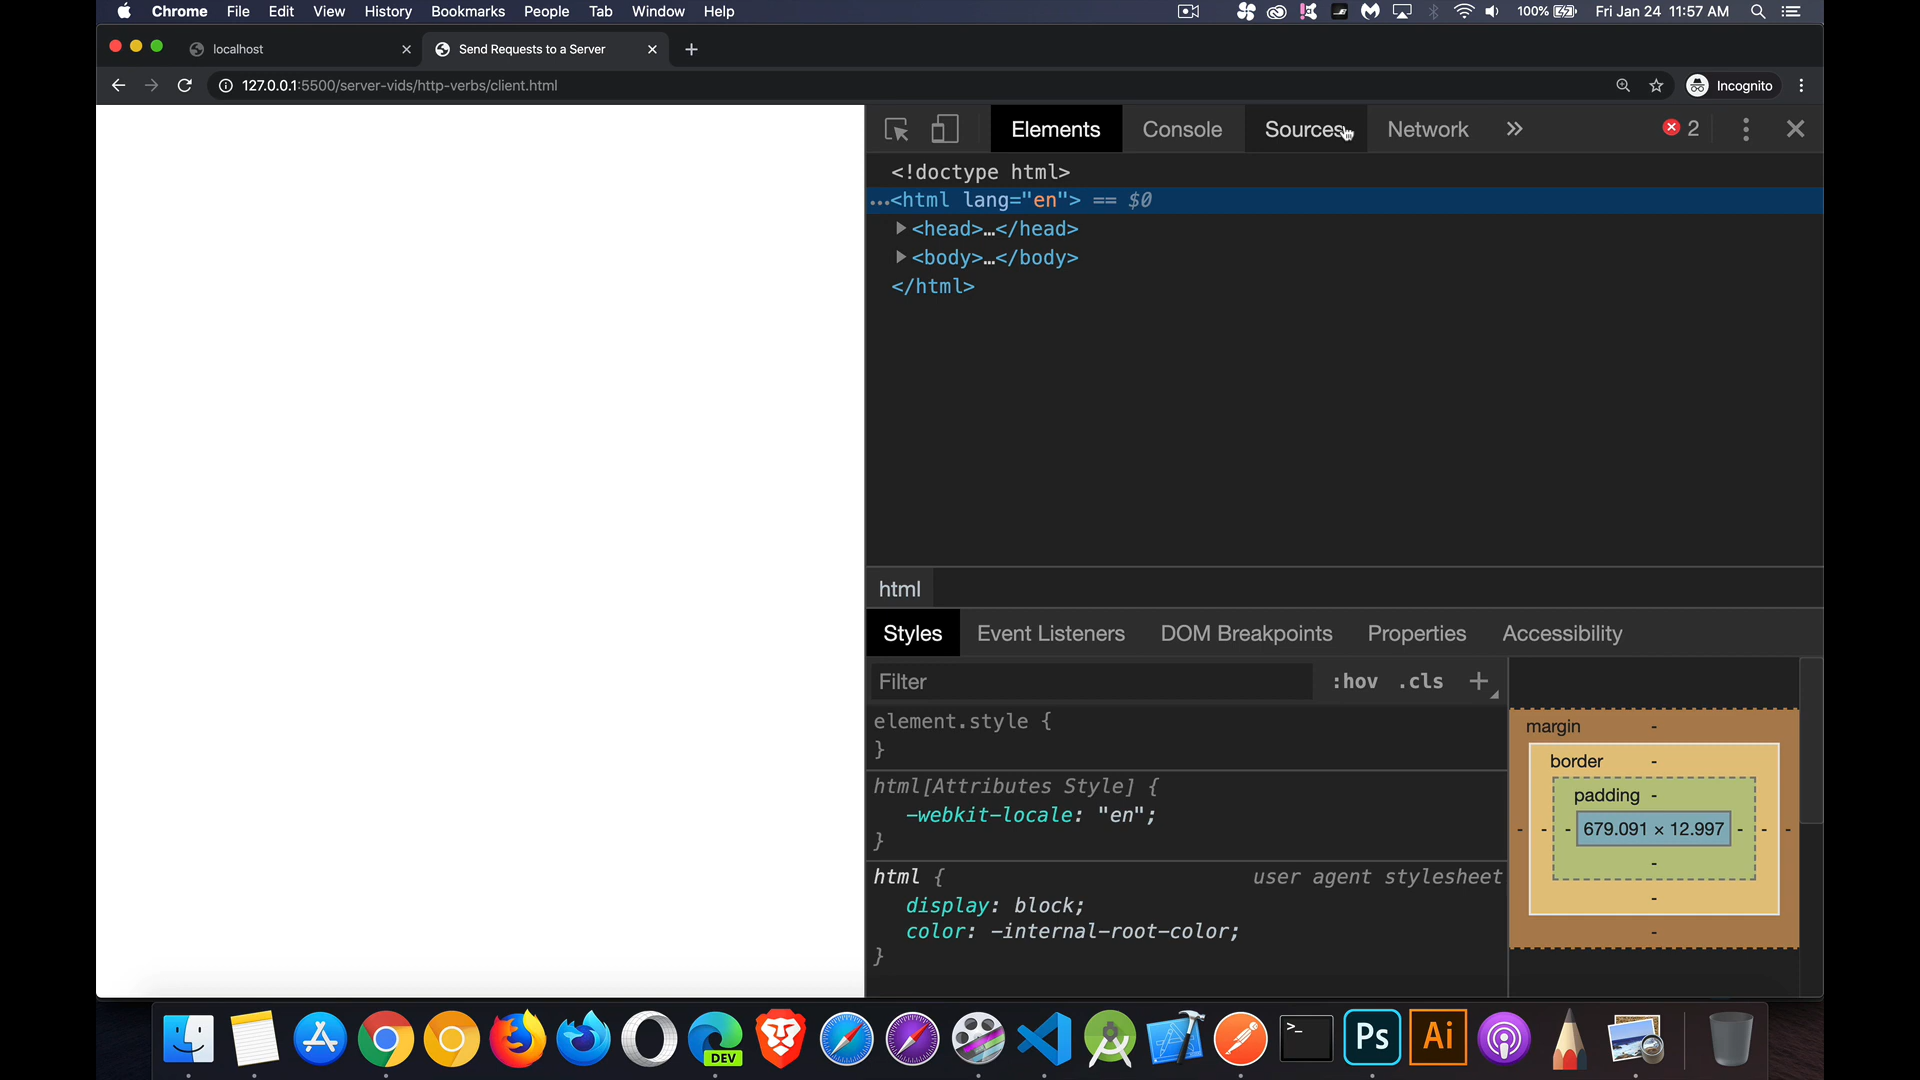 Chrome File Edit View History Bookmarks People Tab Window Help 100% Fri Jan 24 11:57 AM
localhost Send Requests to a Server
127.0.0.1:5500/server-vids/http-verbs/client.html Incognito
Elements Console Sources Network 2
<!doctype html>
…<html lang="en"> == $0
<head>…</head>
<body>…</body>
</html>
html
Styles Event Listeners DOM Breakpoints Properties Accessibility
Filter :hov .cls +
element.style {
}
html[Attributes Style] {
-webkit-locale: "en";
}
html { user agent stylesheet
display: block;
color: -internal-root-color;
}
margin -
border -
padding -
- - - 679.091 × 12.997 - - -
-
-
-
DEV >_ Ps Ai